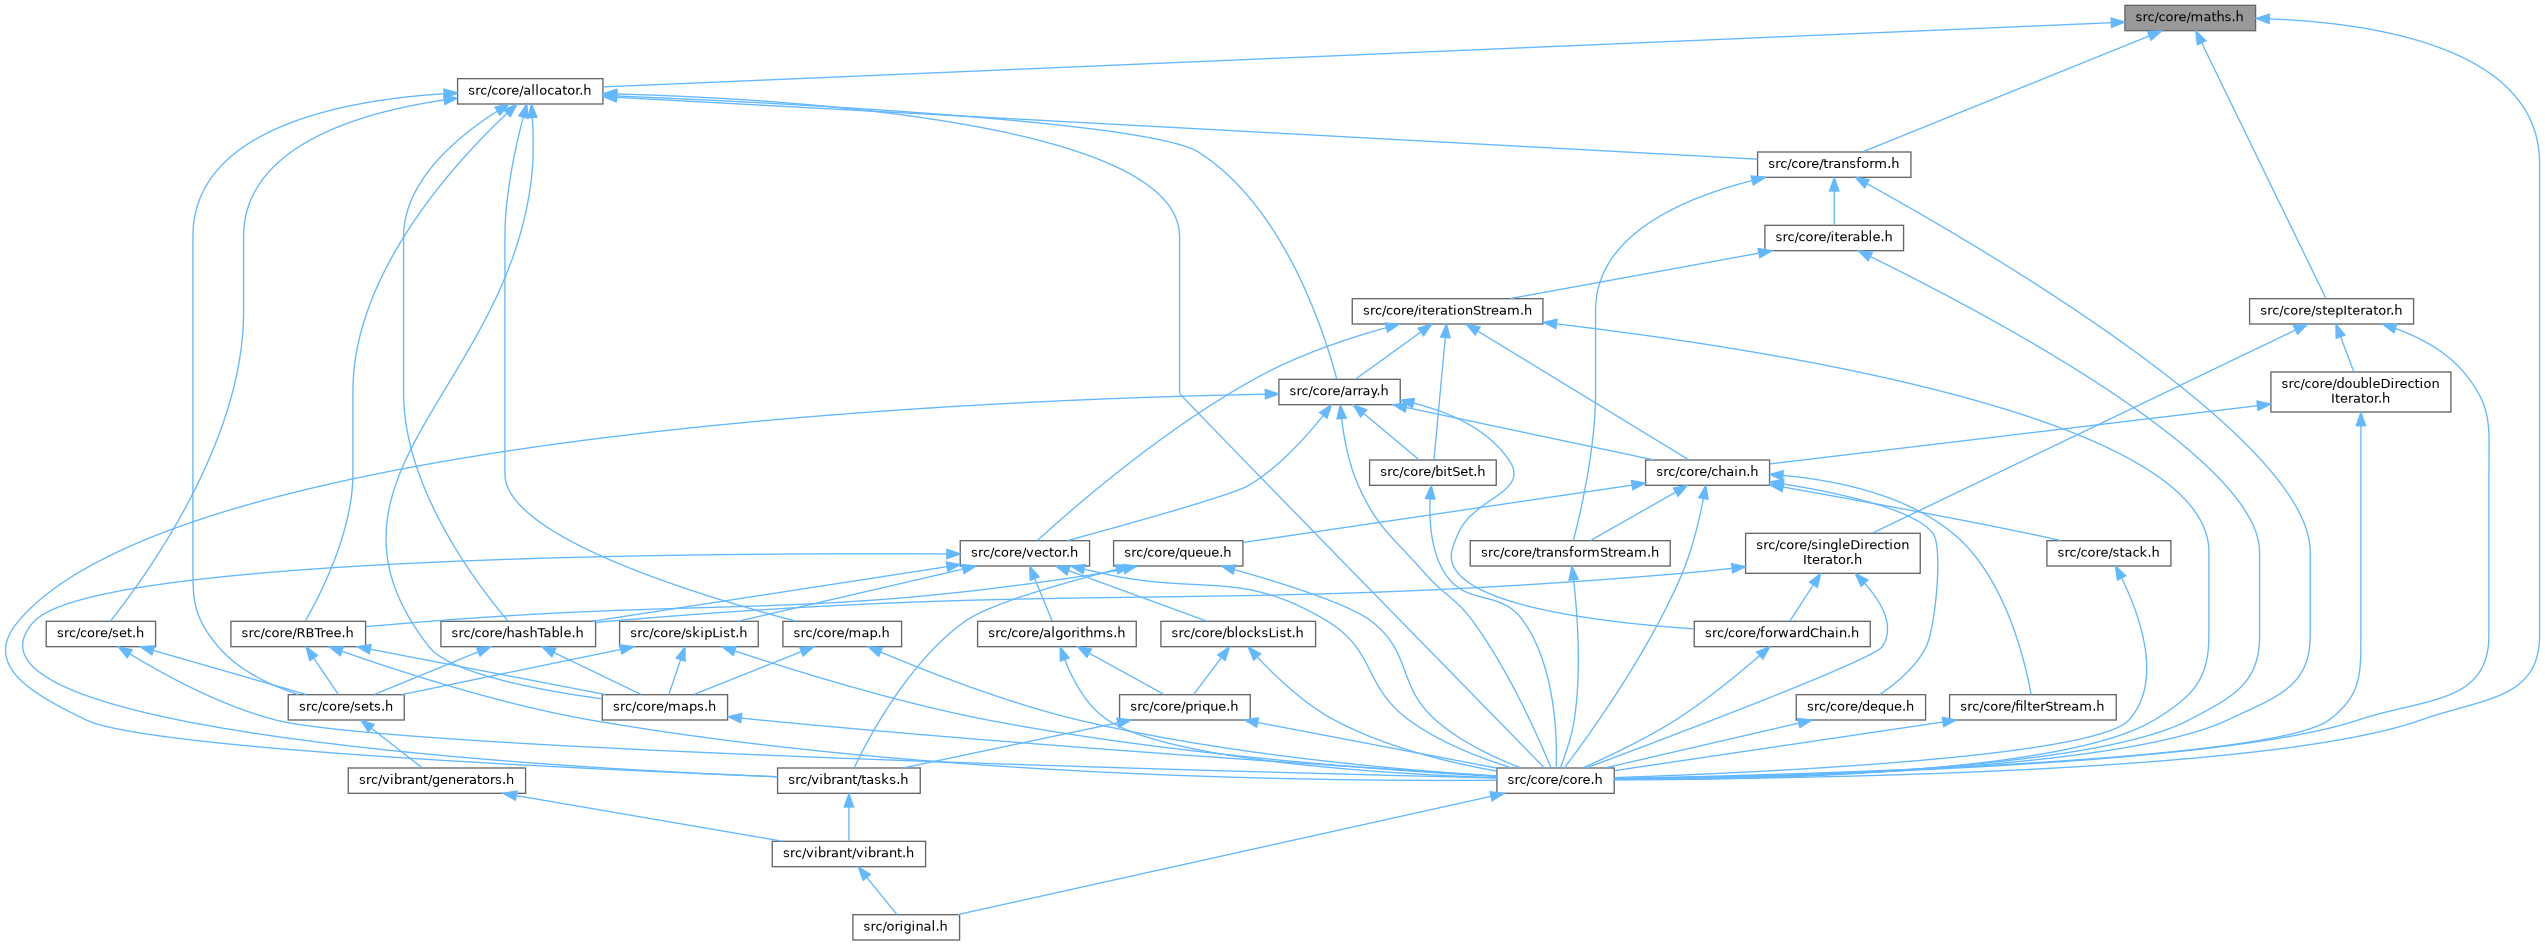 src/core/maths.h
src/core/allocator.h
src/core/transform.h
src/core/iterable.h
src/core/iterationStream.h
src/core/stepIterator.h
src/core/array.h
src/core/doubleDirection
Iterator.h
src/core/bitSet.h
src/core/chain.h
src/core/vector.h
src/core/queue.h
src/core/transformStream.h
src/core/singleDirection
Iterator.h
src/core/stack.h
src/core/set.h
src/core/RBTree.h
src/core/hashTable.h
src/core/skipList.h
src/core/map.h
src/core/algorithms.h
src/core/blocksList.h
src/core/forwardChain.h
src/core/sets.h
src/core/maps.h
src/core/prique.h
src/core/deque.h
src/core/filterStream.h
src/vibrant/generators.h
src/vibrant/tasks.h
src/core/core.h
src/vibrant/vibrant.h
src/original.h